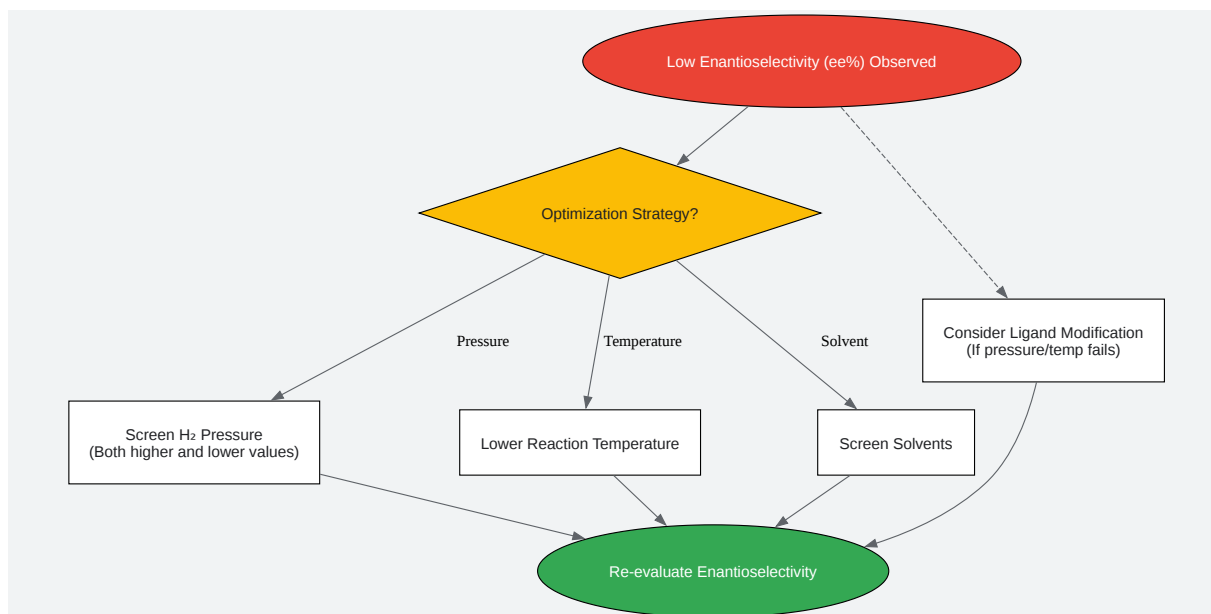 Low Enantioselectivity (ee%) Observed
Optimization Strategy?
Pressure
Temperature
Solvent
Consider Ligand Modification
(If pressure/temp fails)
Screen H₂ Pressure
(Both higher and lower values)
Lower Reaction Temperature
Screen Solvents
Re-evaluate Enantioselectivity